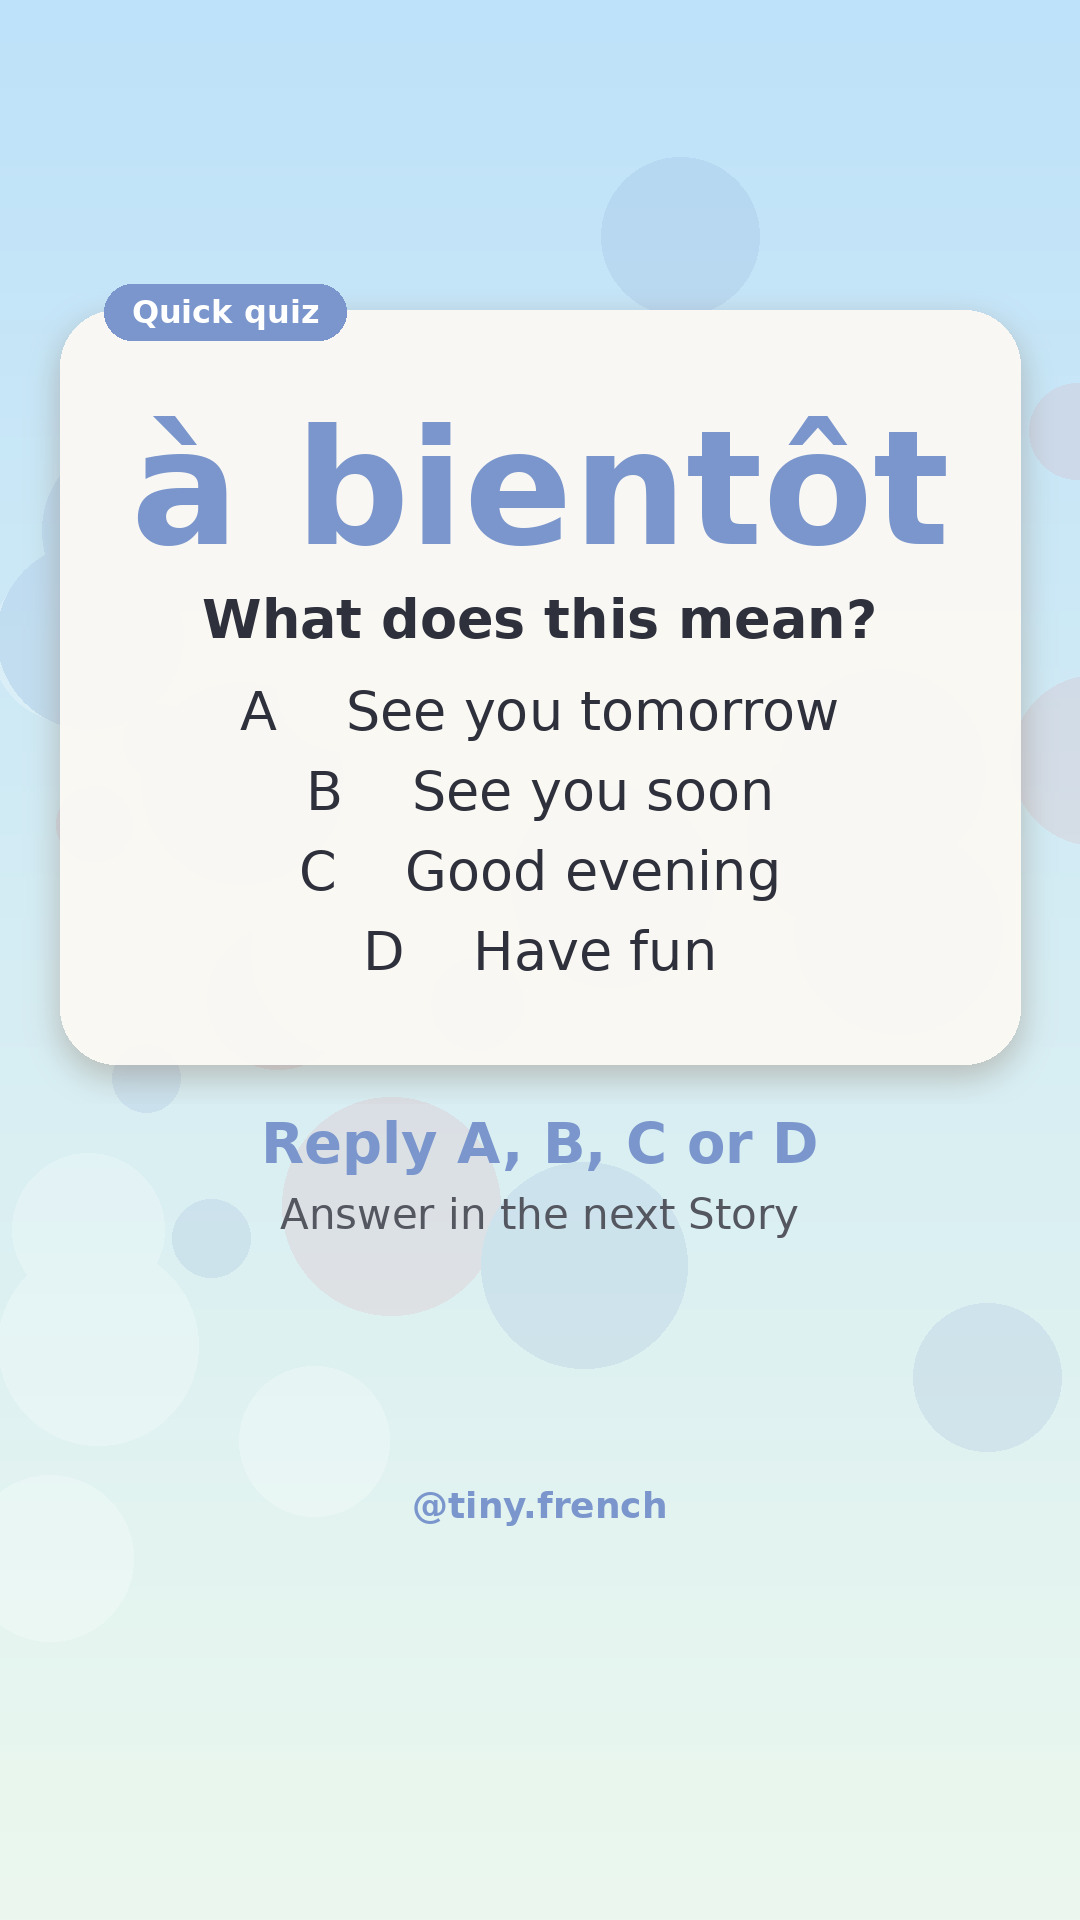 Quick quiz
à bientôt
What does this mean?
A See you tomorrow
B See you soon
C Good evening
D Have fun
Reply A, B, C or D
Answer in the next Story
@tiny.french